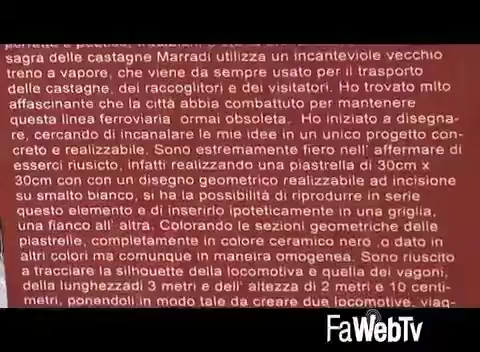 sagra delle castagne Marradi utilizza un incanteviole vecchio
treno a vapore, che viene da sempre usato per il trasporto
delle castagne, dei raccoglitori e dei visitatori. Ho trovato mlto
affascinante che la città abbia combattuto per mantenere
questa linea ferroviaria ormai obsoleta. Ho iniziato a disegna-
re, cercando di incanalare le mie idee in un unico progetto con-
creto e realizzabile. Sono estremamente fiero nell' affermare di
esserci riusicto, infatti realizzando una piastrella di 30cm x
30cm con con un disegno geometrico realizzabile ad incisione
su smalto bianco, si ha la possibilità di riprodurre in serie
questo elemento e di inserirlo ipoteticamente in una griglia,
una fianco all' altra. Colorando le sezioni geometriche delle
piastrelle, completamente in colore ceramico nero ,o dato in
altri colori ma comunque in maneira omogenea. Sono riuscito
a tracciare la silhouette della locomotiva e quella dei vagoni,
della lunghezzadi 3 metri e dell' altezza di 2 metri e 10 centi-
metri, ponendoli in modo tale da creare due locomotive, viag-
FaWebTv